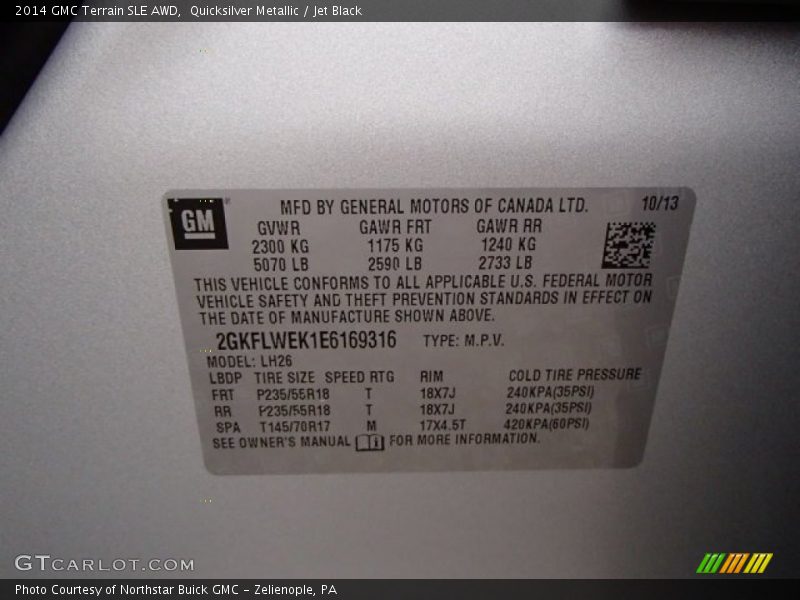 2014 GMC Terrain SLE AWD,  Quicksilver Metallic / Jet Black
GM
MFD BY GENERAL MOTORS OF CANADA LTD. 10/13
GVWR GAWR FRT GAWR RR
2300 KG 1175 KG 1240 KG
5070 LB 2590 LB 2733 LB
THIS VEHICLE CONFORMS TO ALL APPLICABLE U.S. FEDERAL MOTOR
VEHICLE SAFETY AND THEFT PREVENTION STANDARDS IN EFFECT ON
THE DATE OF MANUFACTURE SHOWN ABOVE.
2GKFLWEK1E6169316 TYPE: M.P.V.
MODEL: LH26
LBDP TIRE SIZE SPEED RTG RIM COLD TIRE PRESSURE
FRT P235/55R18 T 18X7J 240KPA(35PSI)
RR P235/55R18 T 18X7J 240KPA(35PSI)
SPA T145/70R17 M 17X4.5T 420KPA(60PSI)
SEE OWNER'S MANUAL FOR MORE INFORMATION.
GTCARLOT.COM
Photo Courtesy of Northstar Buick GMC - Zelienople, PA